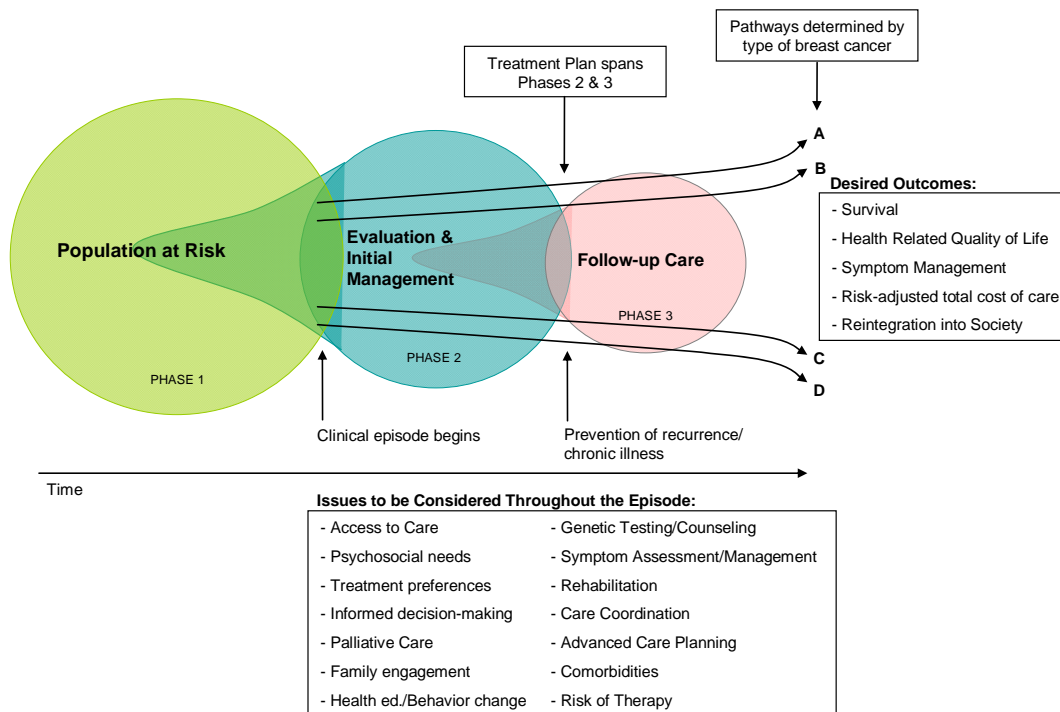 Pathways determined by
type of breast cancer
Treatment Plan spans
Phases 2 & 3
A
B
Desired Outcomes:
- Survival
- Health Related Quality of Life
- Symptom Management
- Risk-adjusted total cost of care
- Reintegration into Society
Population at Risk
Evaluation &
Initial
Management
Follow-up Care
PHASE 1
PHASE 2
PHASE 3
C
D
Clinical episode begins
Prevention of recurrence/
chronic illness
Time
Issues to be Considered Throughout the Episode:
- Access to Care
- Psychosocial needs
- Treatment preferences
- Informed decision-making
- Palliative Care
- Family engagement
- Health ed./Behavior change
- Genetic Testing/Counseling
- Symptom Assessment/Management
- Rehabilitation
- Care Coordination
- Advanced Care Planning
- Comorbidities
- Risk of Therapy